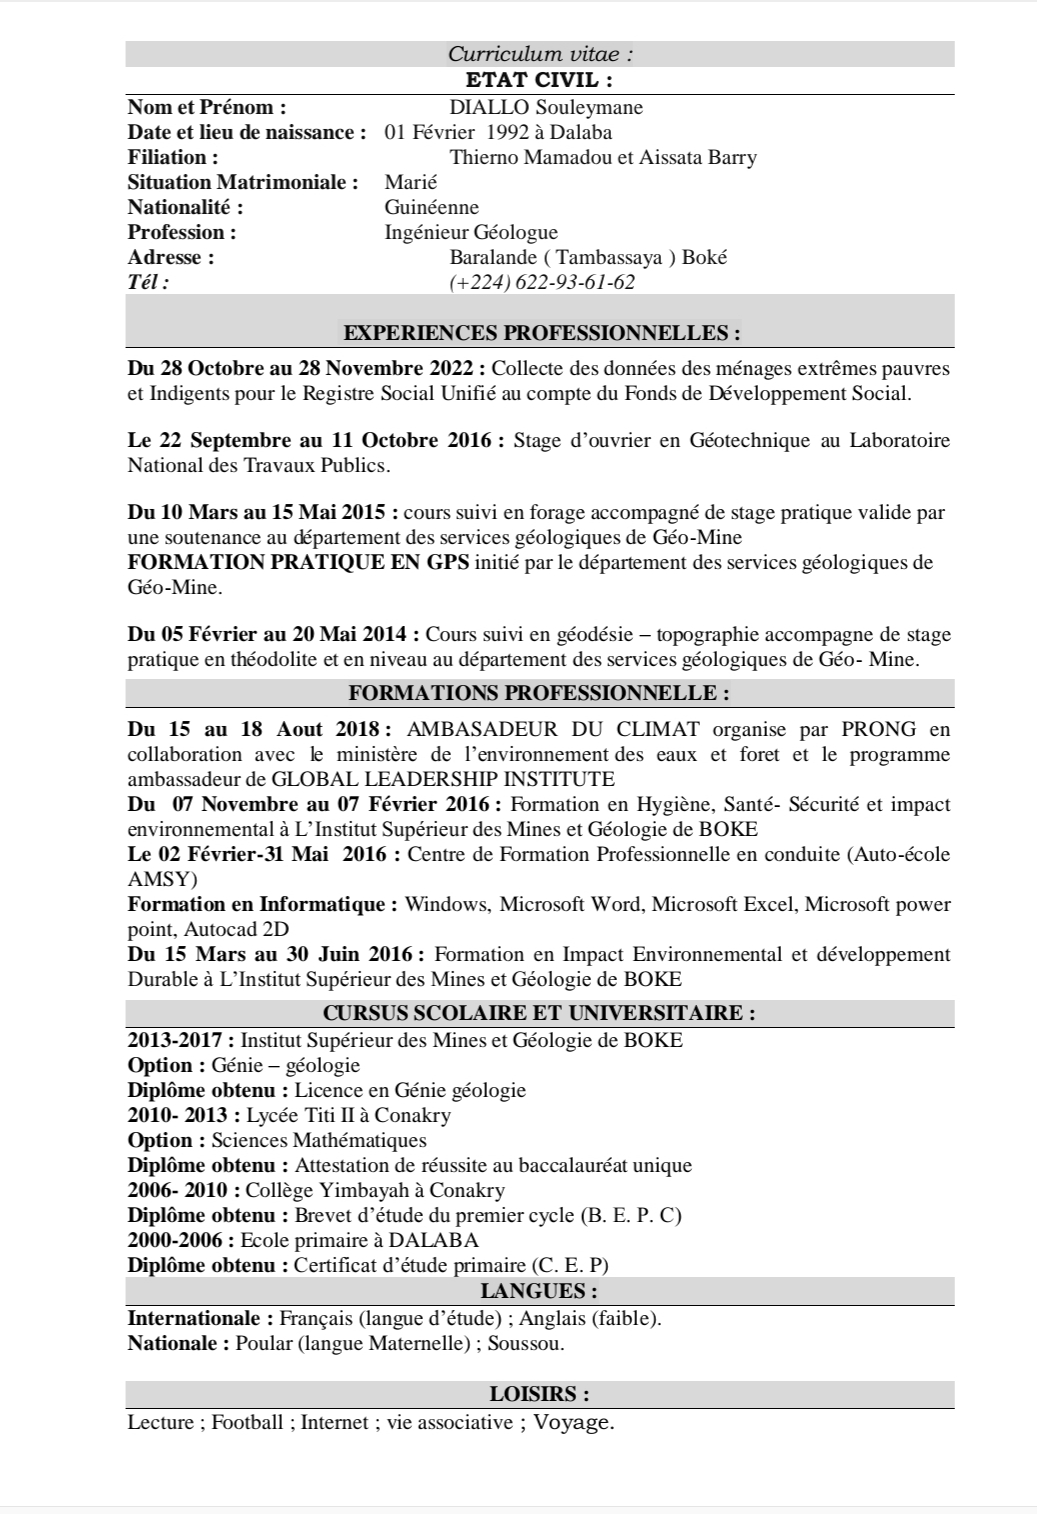 Curriculum vitae :
ETAT CIVIL :
Nom et Prénom : DIALLO Souleymane
Date et lieu de naissance : 01 Février 1992 à Dalaba
Filiation : Thierno Mamadou et Aissata Barry
Situation Matrimoniale : Marié
Nationalité : Guinéenne
Profession : Ingénieur Géologue
Adresse : Baralande ( Tambassaya ) Boké
Tél : (+224) 622-93-61-62
EXPERIENCES PROFESSIONNELLES :
Du 28 Octobre au 28 Novembre 2022 : Collecte des données des ménages extrêmes pauvres
et Indigents pour le Registre Social Unifié au compte du Fonds de Développement Social.
Le 22 Septembre au 11 Octobre 2016 : Stage d’ouvrier en Géotechnique au Laboratoire
National des Travaux Publics.
Du 10 Mars au 15 Mai 2015 : cours suivi en forage accompagné de stage pratique valide par
une soutenance au département des services géologiques de Géo-Mine
FORMATION PRATIQUE EN GPS initié par le département des services géologiques de
Géo-Mine.
Du 05 Février au 20 Mai 2014 : Cours suivi en géodésie – topographie accompagne de stage
pratique en théodolite et en niveau au département des services géologiques de Géo- Mine.
FORMATIONS PROFESSIONNELLE :
Du 15 au 18 Aout 2018 : AMBASADEUR DU CLIMAT organise par PRONG en
collaboration avec le ministère de l’environnement des eaux et foret et le programme
ambassadeur de GLOBAL LEADERSHIP INSTITUTE
Du 07 Novembre au 07 Février 2016 : Formation en Hygiène, Santé- Sécurité et impact
environnemental à L’Institut Supérieur des Mines et Géologie de BOKE
Le 02 Février-31 Mai 2016 : Centre de Formation Professionnelle en conduite (Auto-école
AMSY)
Formation en Informatique : Windows, Microsoft Word, Microsoft Excel, Microsoft power
point, Autocad 2D
Du 15 Mars au 30 Juin 2016 : Formation en Impact Environnemental et développement
Durable à L’Institut Supérieur des Mines et Géologie de BOKE
CURSUS SCOLAIRE ET UNIVERSITAIRE :
2013-2017 : Institut Supérieur des Mines et Géologie de BOKE
Option : Génie – géologie
Diplôme obtenu : Licence en Génie géologie
2010- 2013 : Lycée Titi II à Conakry
Option : Sciences Mathématiques
Diplôme obtenu : Attestation de réussite au baccalauréat unique
2006- 2010 : Collège Yimbayah à Conakry
Diplôme obtenu : Brevet d’étude du premier cycle (B. E. P. C)
2000-2006 : Ecole primaire à DALABA
Diplôme obtenu : Certificat d’étude primaire (C. E. P)
LANGUES :
Internationale : Français (langue d’étude) ; Anglais (faible).
Nationale : Poular (langue Maternelle) ; Soussou.
LOISIRS :
Lecture ; Football ; Internet ; vie associative ; Voyage.